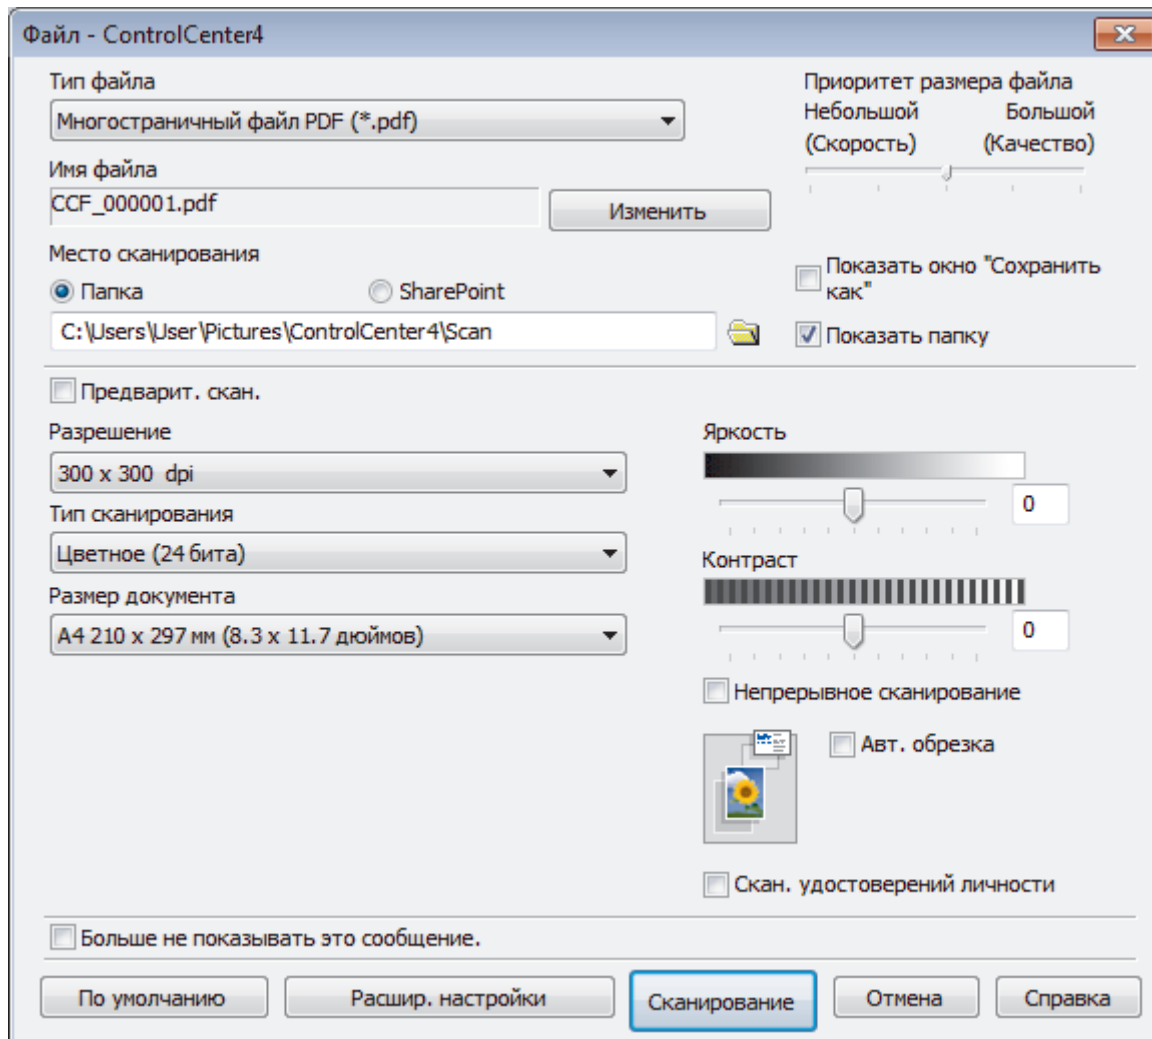 Файл - ControlCenter4
Тип файла
Многостраничный файл PDF (*.pdf)
Приоритет размера файла
Небольшой Большой
(Скорость) (Качество)
Имя файла
CCF_000001.pdf
Изменить
Место сканирования
Папка
SharePoint
C:\Users\User\Pictures\ControlCenter4\Scan
Показать окно "Сохранить
как"
Показать папку
Предварит. скан.
Разрешение
300 x 300 dpi
Тип сканирования
Цветное (24 бита)
Размер документа
A4 210 x 297 мм (8.3 x 11.7 дюймов)
Яркость
0
Контраст
0
Непрерывное сканирование
Авт. обрезка
Скан. удостоверений личности
Больше не показывать это сообщение.
По умолчанию
Расшир. настройки
Сканирование
Отмена
Справка